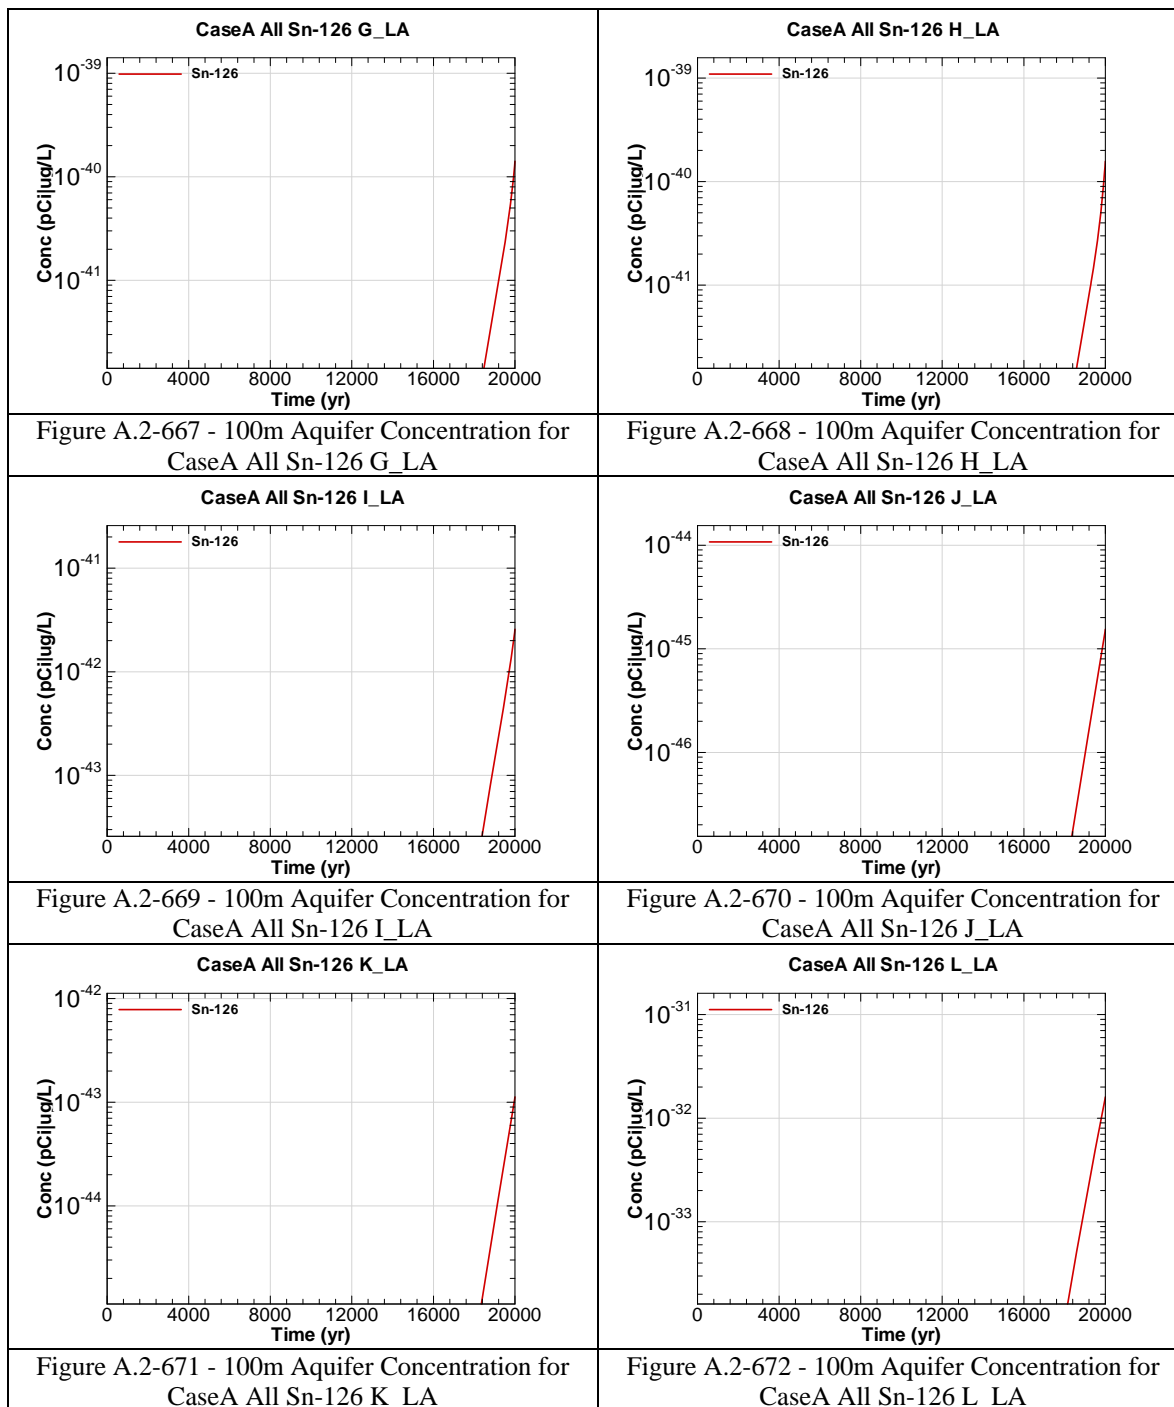 CaseA All Sn-126 G_LA
Sn-126
10-39
10-40
10-41
Conc (pCi|ug/L)
0 4000 8000 12000 16000 20000
Time (yr)
Figure A.2-667 - 100m Aquifer Concentration for
CaseA All Sn-126 G_LA
CaseA All Sn-126 H_LA
Sn-126
10-39
10-40
10-41
Conc (pCi|ug/L)
0 4000 8000 12000 16000 20000
Time (yr)
Figure A.2-668 - 100m Aquifer Concentration for
CaseA All Sn-126 H_LA
CaseA All Sn-126 I_LA
Sn-126
10-41
10-42
10-43
Conc (pCi|ug/L)
0 4000 8000 12000 16000 20000
Time (yr)
Figure A.2-669 - 100m Aquifer Concentration for
CaseA All Sn-126 I_LA
CaseA All Sn-126 J_LA
Sn-126
10-44
10-45
10-46
Conc (pCi|ug/L)
0 4000 8000 12000 16000 20000
Time (yr)
Figure A.2-670 - 100m Aquifer Concentration for
CaseA All Sn-126 J_LA
CaseA All Sn-126 K_LA
Sn-126
10-42
10-43
10-44
Conc (pCi|ug/L)
0 4000 8000 12000 16000 20000
Time (yr)
Figure A.2-671 - 100m Aquifer Concentration for
CaseA All Sn-126 K_LA
CaseA All Sn-126 L_LA
Sn-126
10-31
10-32
10-33
Conc (pCi|ug/L)
0 4000 8000 12000 16000 20000
Time (yr)
Figure A.2-672 - 100m Aquifer Concentration for
CaseA All Sn-126 L_LA